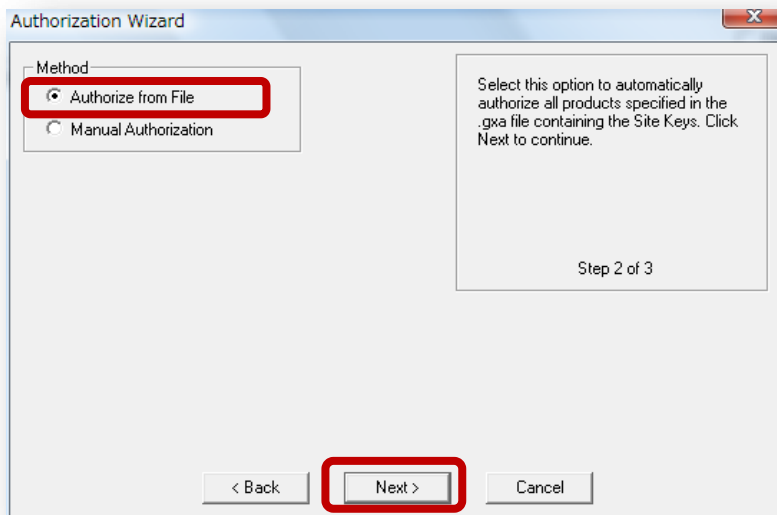 Authorization Wizard
Method
Authorize from File
Manual Authorization
Select this option to automatically
authorize all products specified in the
.gxa file containing the Site Keys. Click
Next to continue.
Step 2 of 3
< Back
Next >
Cancel